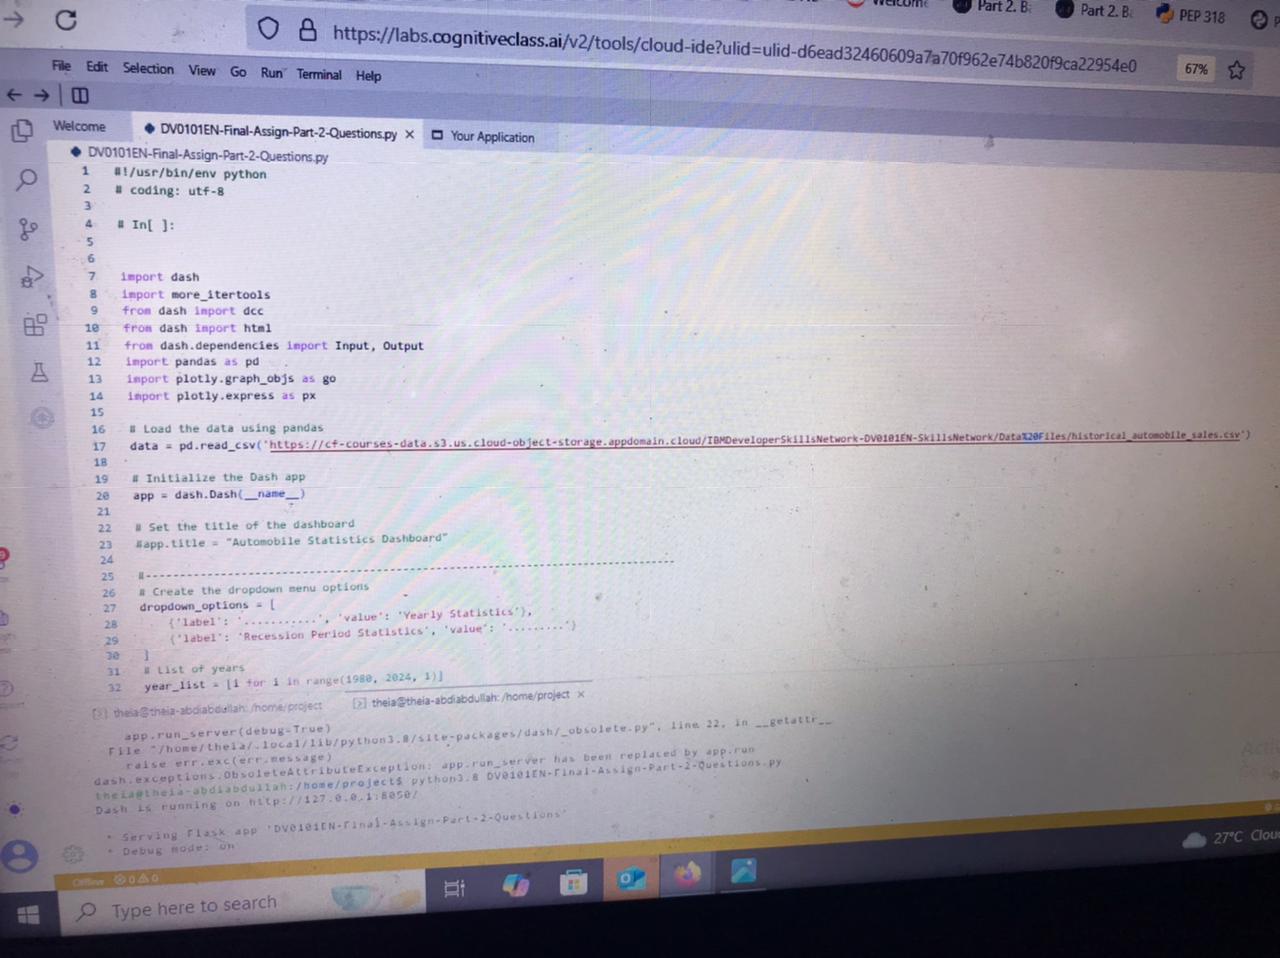 Part 2. B
Part 2. B
PEP 318
https://labs.cognitiveclass.ai/v2/tools/cloud-ide?ulid=ulid-d6ead32460609a7a70f962e74b820f9ca22954e0
67%
File Edit Selection View Go Run Terminal Help
Welcome
DV0101EN-Final-Assign-Part-2-Questions.py
Your Application
DV0101EN-Final-Assign-Part-2-Questions.py
1 #!/usr/bin/env python
2 # coding: utf-8
3
4 # In[ ]:
5
6
7 import dash
8 import more_itertools
9 from dash import dcc
10 from dash import html
11 from dash.dependencies import Input, Output
12 import pandas as pd
13 import plotly.graph_objs as go
14 import plotly.express as px
15
16 # Load the data using pandas
17 data = pd.read_csv('https://cf-courses-data.s3.us.cloud-object-storage.appdomain.cloud/IBMDeveloperSkillsNetwork-DV0101EN-SkillsNetwork/Data%20Files/historical_automobile_sales.csv')
18
19 # Initialize the Dash app
20 app = dash.Dash(__name__)
21
22 # Set the title of the dashboard
23 #app.title = "Automobile Statistics Dashboard"
24
25 #---------------------------------------------------------------------------------
26 # Create the dropdown menu options
27 dropdown_options = [
28 {'label': '...........', 'value': 'Yearly Statistics'},
29 {'label': 'Recession Period Statistics', 'value': '.........'}
30 ]
31 # List of years
32 year_list = [i for i in range(1980, 2024, 1)]
theia@theia-abdiabdullah: /home/project
theia@theia-abdiabdullah: /home/project
app.run_server(debug=True)
File "/home/theia/.local/lib/python3.8/site-packages/dash/_obsolete.py", line 22, in __getattr__
raise err.exc(err.message)
dash.exceptions.ObsoleteAttributeException: app.run_server has been replaced by app.run
theia@theia-abdiabdullah:/home/project$ python3.8 DV0101EN-Final-Assign-Part-2-Questions.py
Dash is running on http://127.0.0.1:8050/
* Serving Flask app 'DV0101EN-Final-Assign-Part-2-Questions'
* Debug mode: on
Offline 0 0
Type here to search
27°C Clou